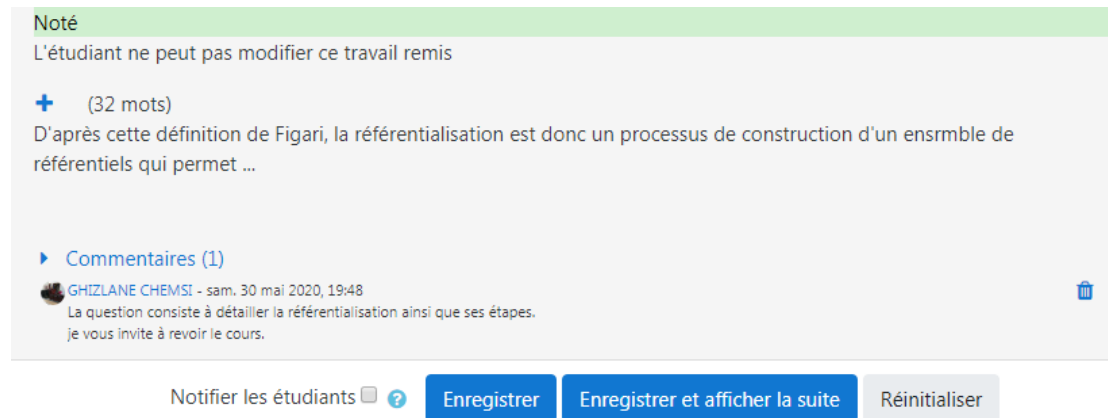 Noté
L'étudiant ne peut pas modifier ce travail remis
(32 mots)
D'après cette définition de Figari, la référentialisation est donc un processus de construction d'un ensrmble de
référentiels qui permet ...
Commentaires (1)
GHIZLANE CHEMSI - sam. 30 mai 2020, 19:48
La question consiste à détailler la référentialisation ainsi que ses étapes.
je vous invite à revoir le cours.
Notifier les étudiants Enregistrer Enregistrer et afficher la suite Réinitialiser